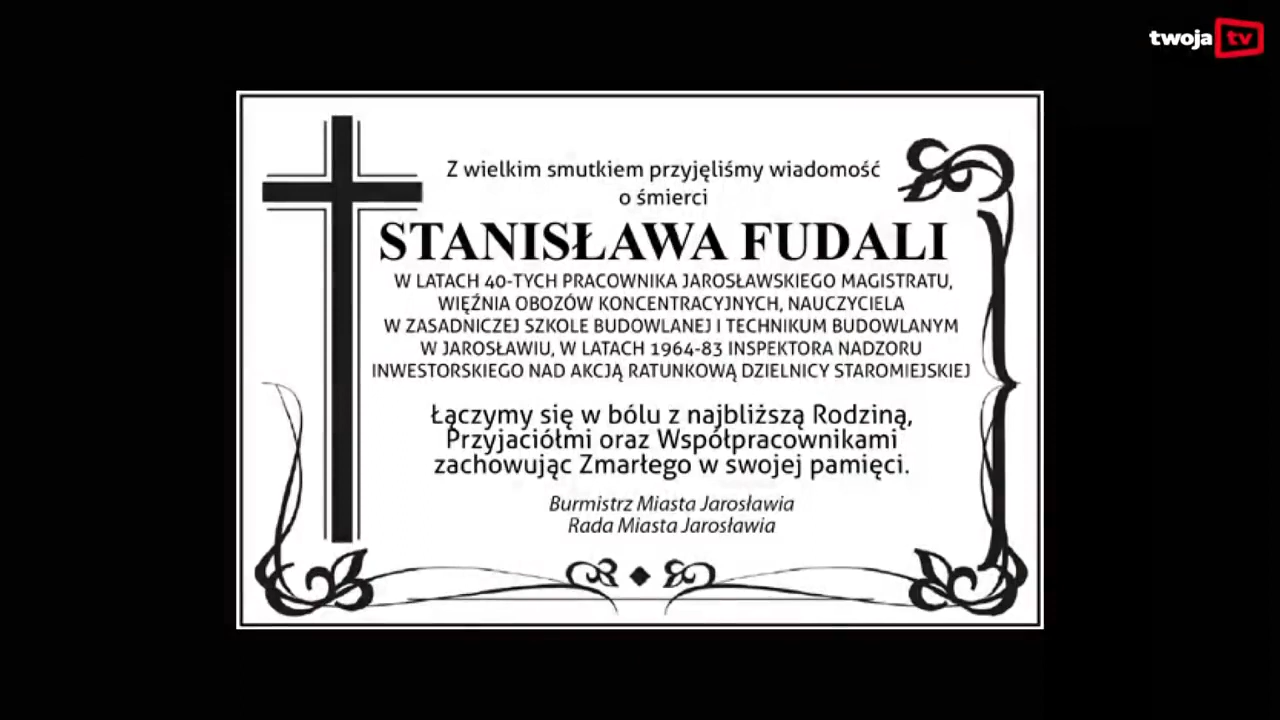 twoja tv
Z wielkim smutkiem przyjęliśmy wiadomość
o śmierci
STANISŁAWA FUDALI
W LATACH 40-TYCH PRACOWNIKA JAROSŁAWSKIEGO MAGISTRATU,
WIĘŹNIA OBOZÓW KONCENTRACYJNYCH, NAUCZYCIELA
W ZASADNICZEJ SZKOLE BUDOWLANEJ I TECHNIKUM BUDOWLANYM
W JAROSŁAWIU, W LATACH 1964-83 INSPEKTORA NADZORU
INWESTORSKIEGO NAD AKCJĄ RATUNKOWĄ DZIELNICY STAROMIEJSKIEJ
Łączymy się w bólu z najbliższą Rodziną,
Przyjaciółmi oraz Współpracownikami
zachowując Zmarłego w swojej pamięci.
Burmistrz Miasta Jarosławia
Rada Miasta Jarosławia